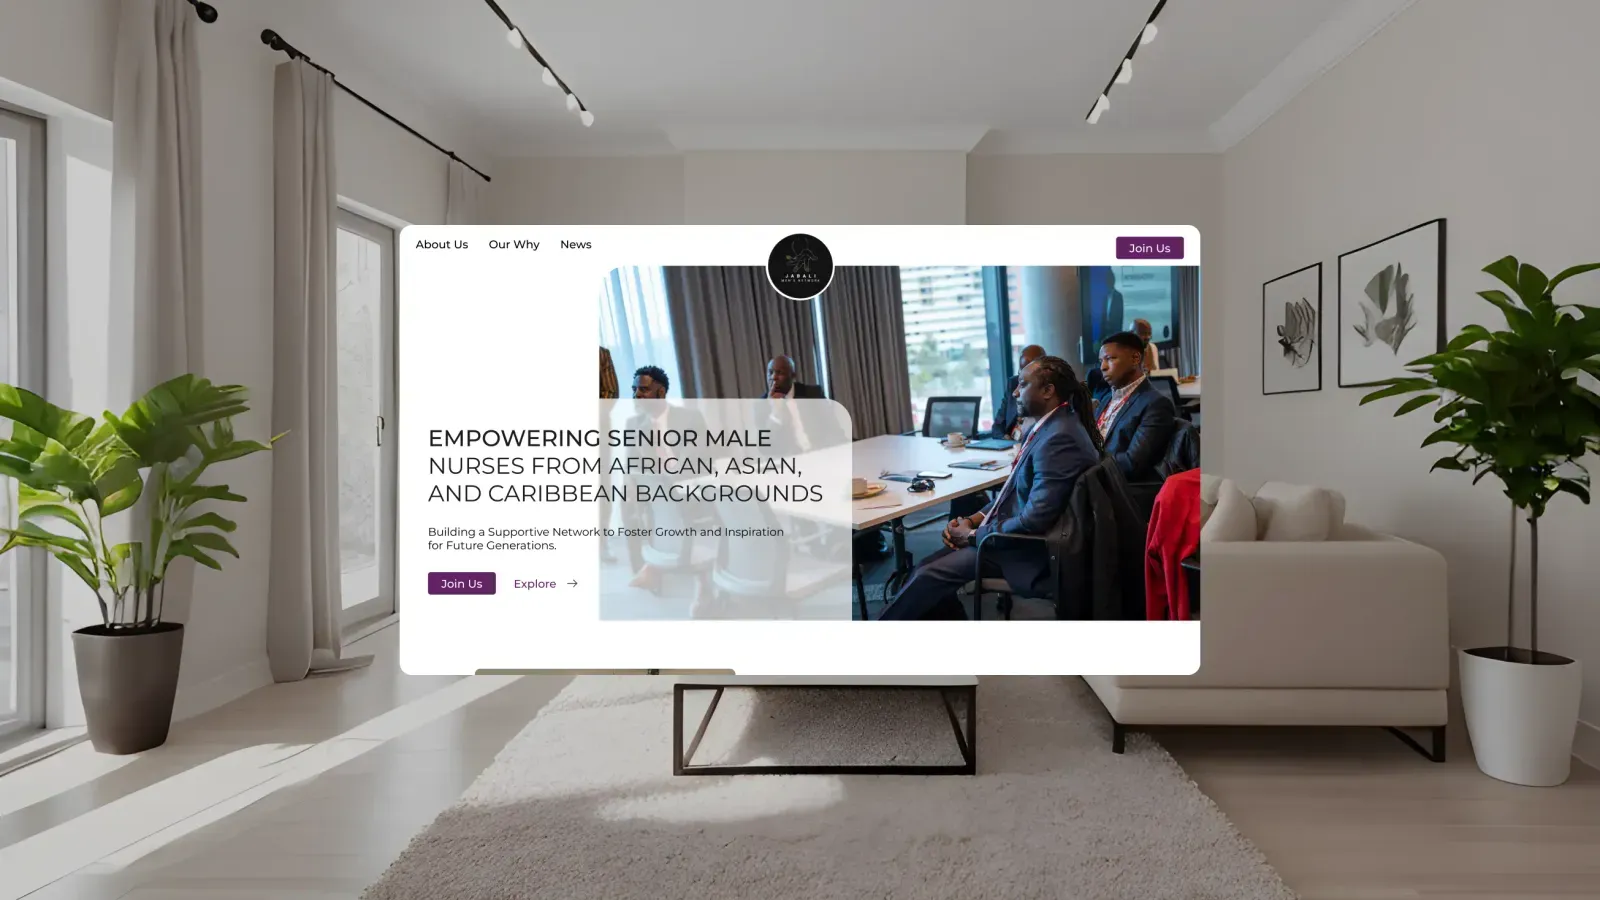 About Us
Our Why
News
JABALI
MEN'S NETWORK
Join Us
EMPOWERING SENIOR MALE
NURSES FROM AFRICAN, ASIAN,
AND CARIBBEAN BACKGROUNDS
Building a Supportive Network to Foster Growth and Inspiration
for Future Generations.
Join Us
Explore →